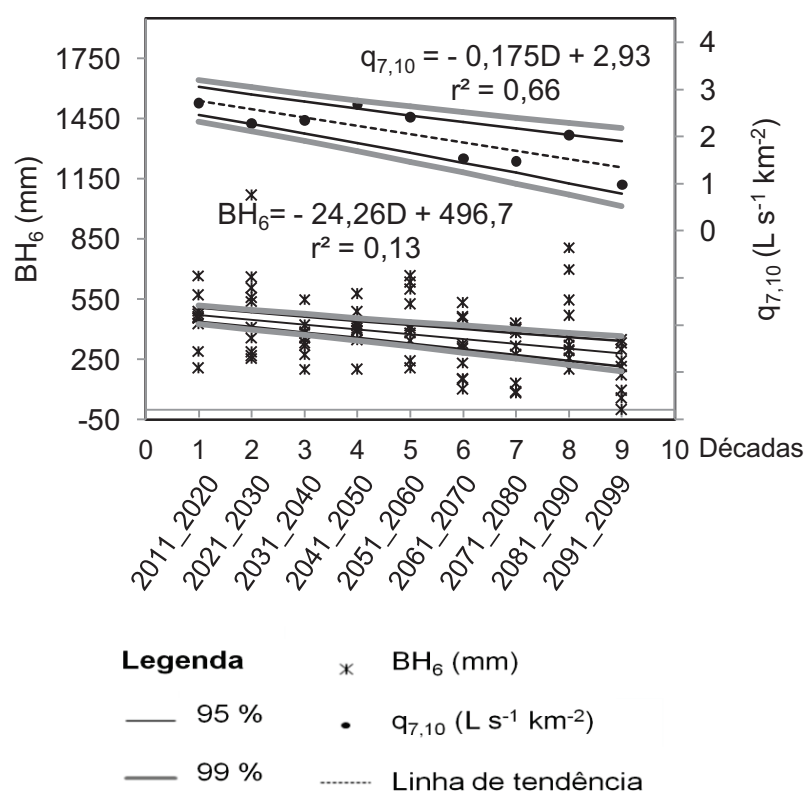 1750
1450
1150
850
550
250
-50
BH₆ (mm)
q₇,₁₀ = - 0,175D + 2,93
r² = 0,66
BH₆= - 24,26D + 496,7
r² = 0,13
4
3
2
1
0
q₇,₁₀ (L s⁻¹ km⁻²)
0 1 2 3 4 5 6 7 8 9 10 Décadas
2011_2020
2021_2030
2031_2040
2041_2050
2051_2060
2061_2070
2071_2080
2081_2090
2091_2099
Legenda
BH₆ (mm)
95 %
q₇,₁₀ (L s⁻¹ km⁻²)
99 %
Linha de tendência